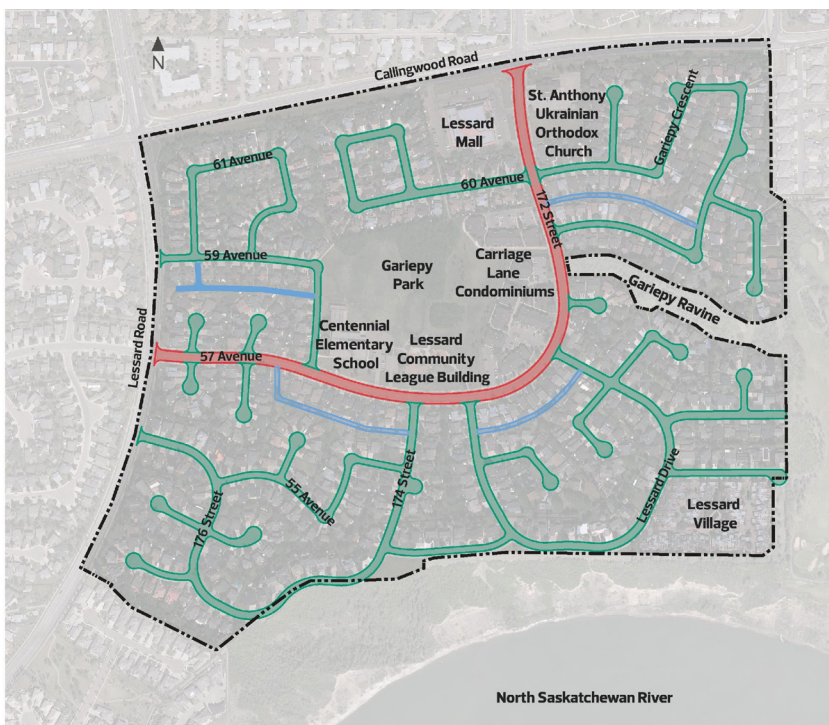 N
Callingwood Road
St. Anthony
Ukrainian
Orthodox
Church
Gariepy Crescent
Lessard
Mall
61 Avenue
60 Avenue
172 Street
59 Avenue
Gariepy
Park
Carriage
Lane
Condominiums
Gariepy Ravine
Lessard Road
57 Avenue
Centennial
Elementary
School
Lessard
Community
League Building
174 Street
55 Avenue
176 Street
Lessard Drive
Lessard
Village
North Saskatchewan River